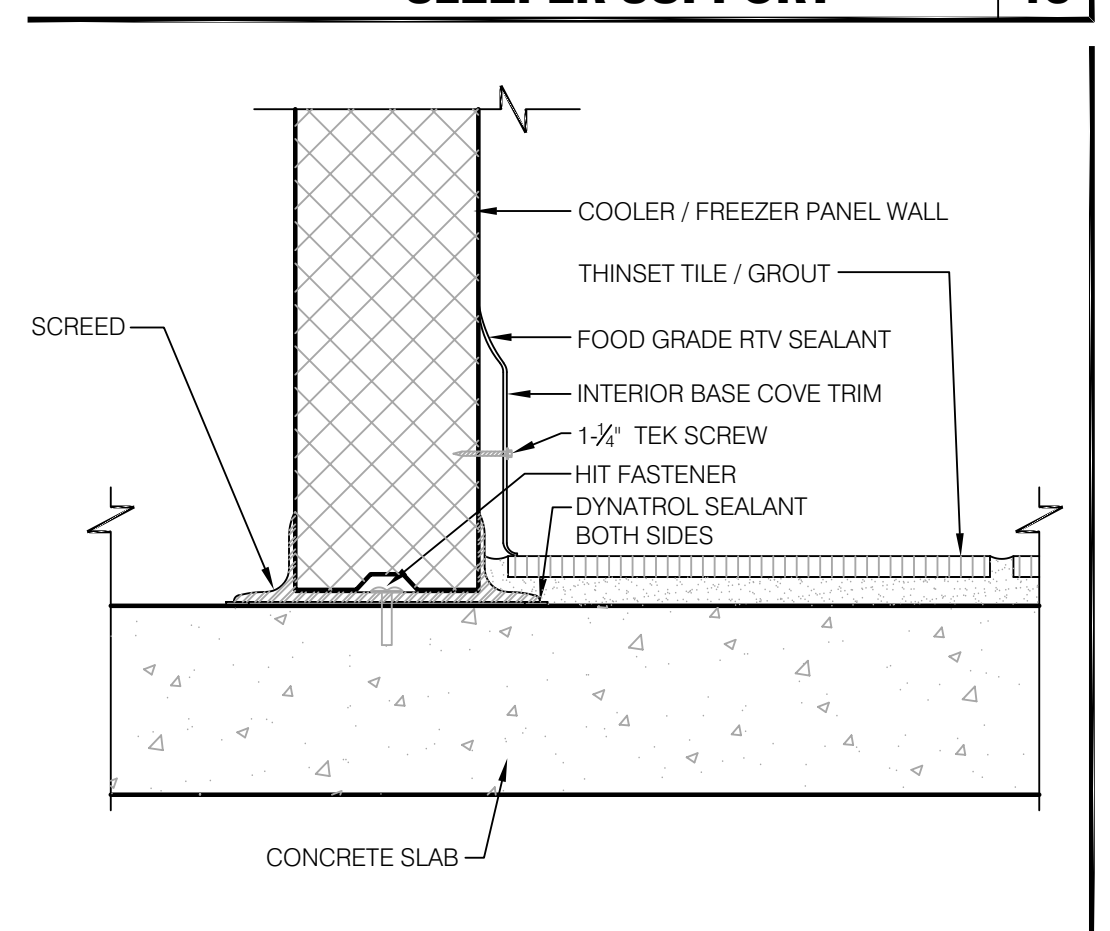 COOLER / FREEZER PANEL WALL
THINSET TILE / GROUT
SCREED
FOOD GRADE RTV SEALANT
INTERIOR BASE COVE TRIM
1-1/4" TEK SCREW
HIT FASTENER
DYNATROL SEALANT
BOTH SIDES
CONCRETE SLAB